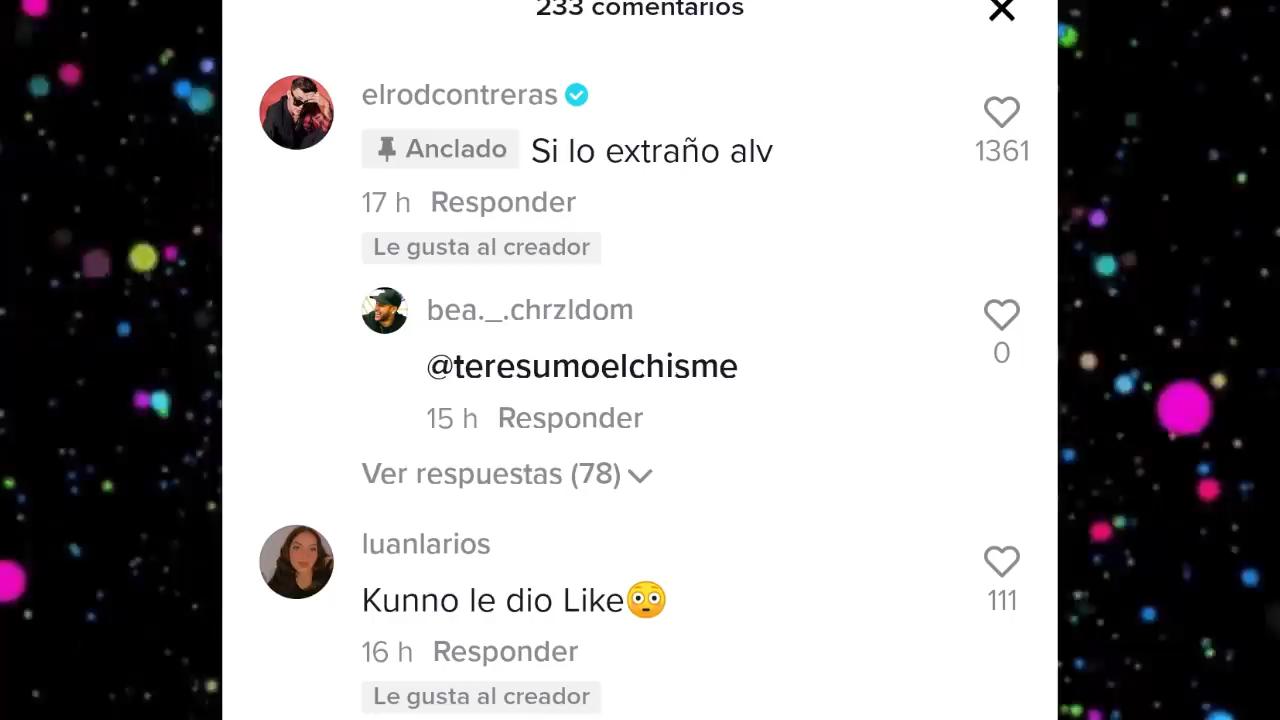 233 comentarios
elrodcontreras
Anclado Si lo extraño alv
1361
17 h Responder
Le gusta al creador
bea._.chrzldom
@teresumoelchisme
0
15 h Responder
Ver respuestas (78)
luanlarios
Kunno le dio Like😳
111
16 h Responder
Le gusta al creador